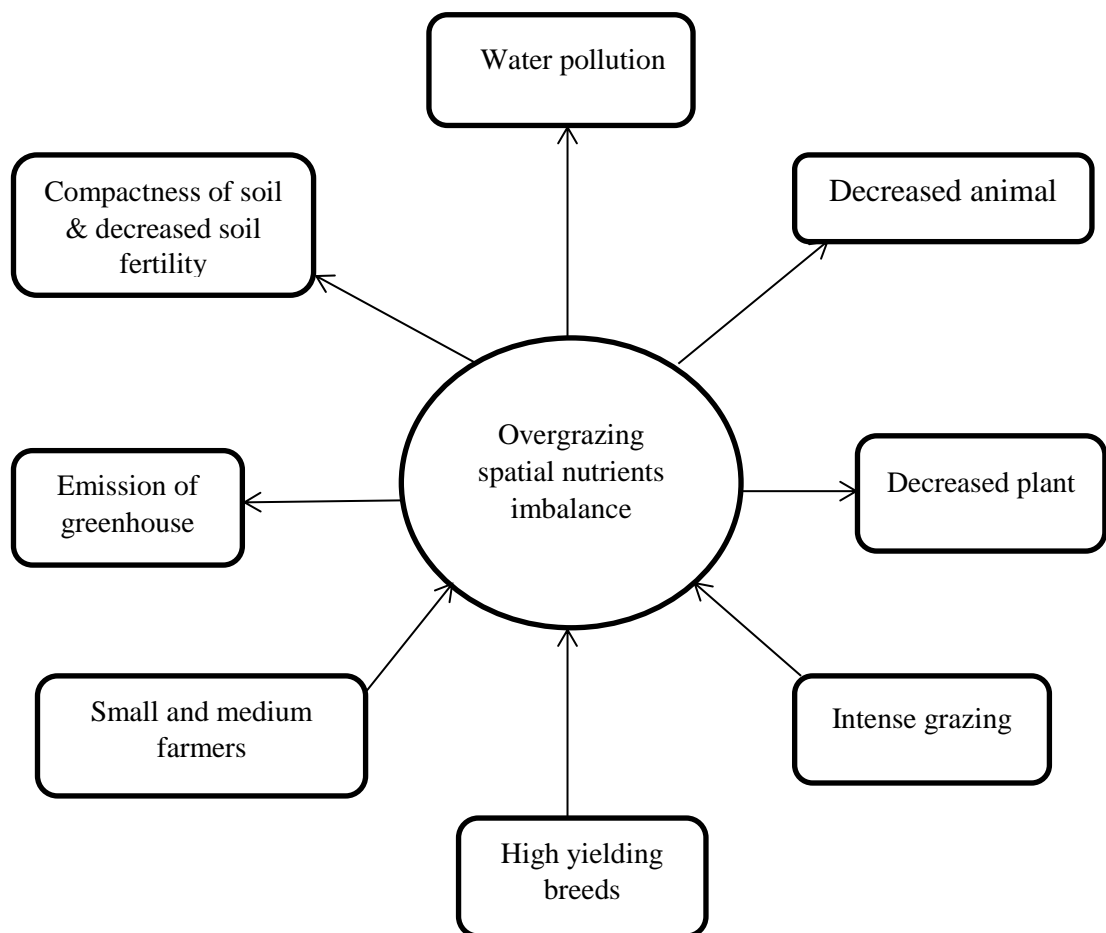 Water pollution
Compactness of soil
& decreased soil
fertility
Decreased animal
Overgrazing
spatial nutrients
imbalance
Emission of
greenhouse
Decreased plant
Small and medium
farmers
Intense grazing
High yielding
breeds